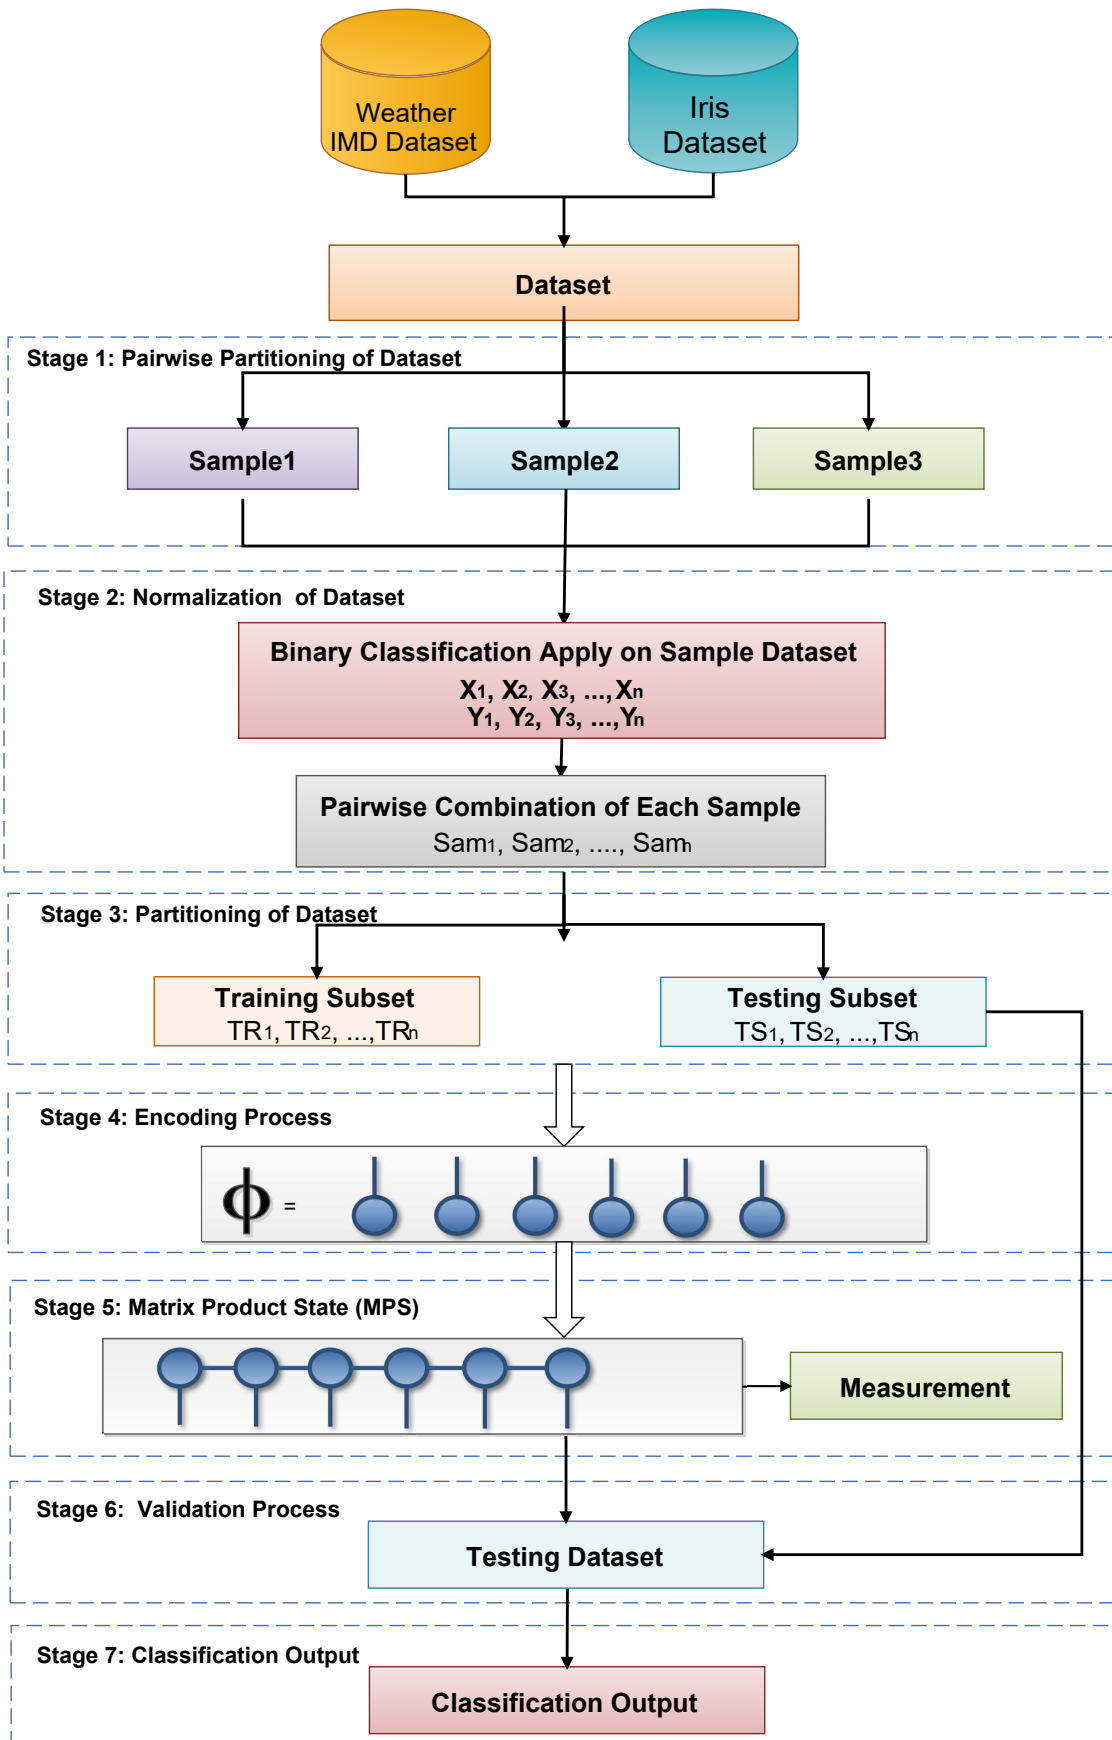 Weather
IMD Dataset
Iris
Dataset
Dataset
Stage 1: Pairwise Partitioning of Dataset
Sample1
Sample2
Sample3
Stage 2: Normalization of Dataset
Binary Classification Apply on Sample Dataset
X1, X2, X3, ...,Xn
Y1, Y2, Y3, ...,Yn
Pairwise Combination of Each Sample
Sam1, Sam2, ...., Samn
Stage 3: Partitioning of Dataset
Training Subset
TR1, TR2, ...,TRn
Testing Subset
TS1, TS2, ...,TSn
Stage 4: Encoding Process
ϕ =
Stage 5: Matrix Product State (MPS)
Measurement
Stage 6: Validation Process
Testing Dataset
Stage 7: Classification Output
Classification Output